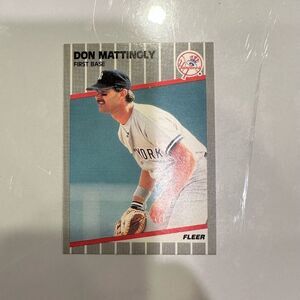 DON MATTINGLY
FIRST BASE
YORK
FLEER